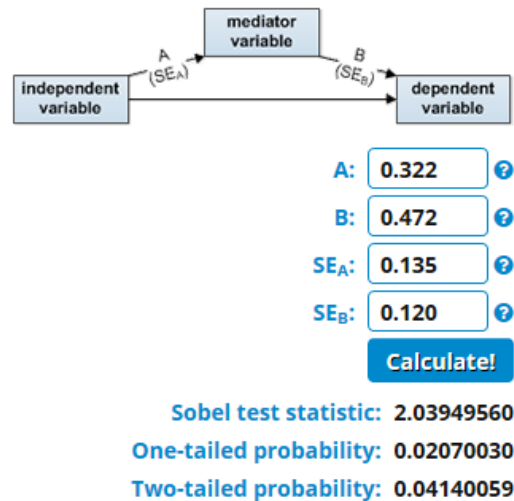 mediator
variable
A
(SEA)
B
(SEB)
independent
variable
dependent
variable
A: 0.322 ?
B: 0.472 ?
SEA: 0.135 ?
SEB: 0.120 ?
Calculate!
Sobel test statistic: 2.03949560
One-tailed probability: 0.02070030
Two-tailed probability: 0.04140059